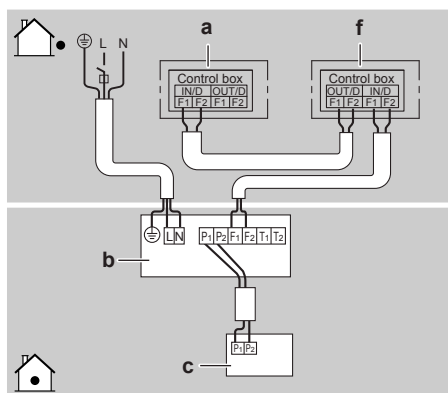 a
f
L N
Control box
IN/D OUT/D
F1 F2 F1 F2
Control box
OUT/D IN/D
F1 F2 F1 F2
L N P1 P2 F1 F2 T1 T2
b
P1 P2
c